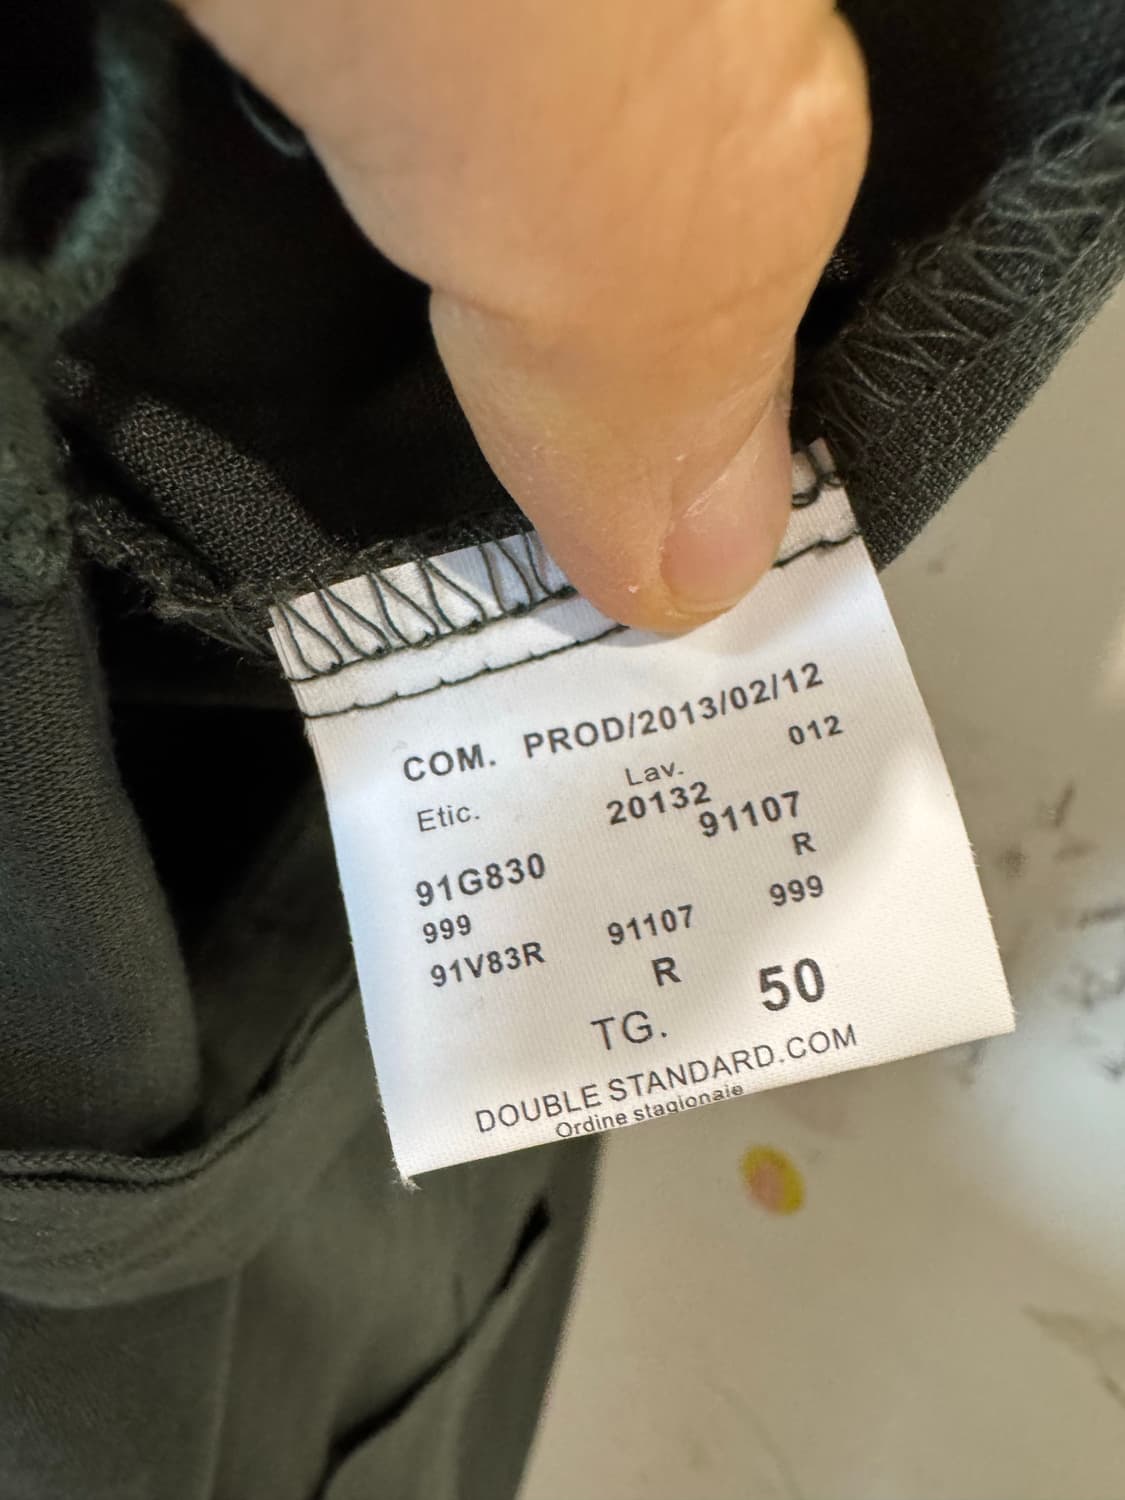 COM. PROD/2013/02/12
Lav. 012
Etic. 20132
91107
91G830 R
999 999
91V83R 91107
R
TG. 50
DOUBLE STANDARD.COM
Ordine stagionale